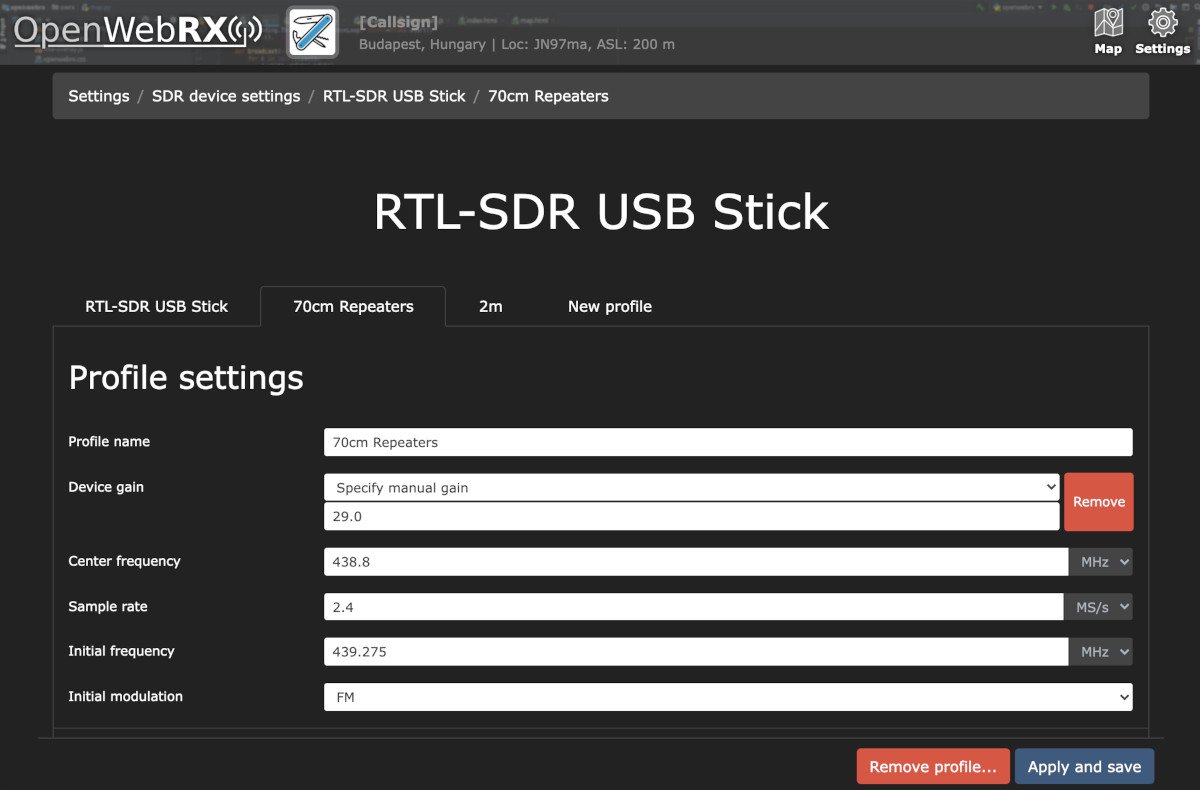 OpenWebRX
[Callsign]
Budapest, Hungary | Loc: JN97ma, ASL: 200 m
Map
Settings
Settings / SDR device settings / RTL-SDR USB Stick / 70cm Repeaters
RTL-SDR USB Stick
RTL-SDR USB Stick
70cm Repeaters
2m
New profile
Profile settings
Profile name
70cm Repeaters
Device gain
Specify manual gain
29.0
Remove
Center frequency
438.8
MHz
Sample rate
2.4
MS/s
Initial frequency
439.275
MHz
Initial modulation
FM
Remove profile...
Apply and save